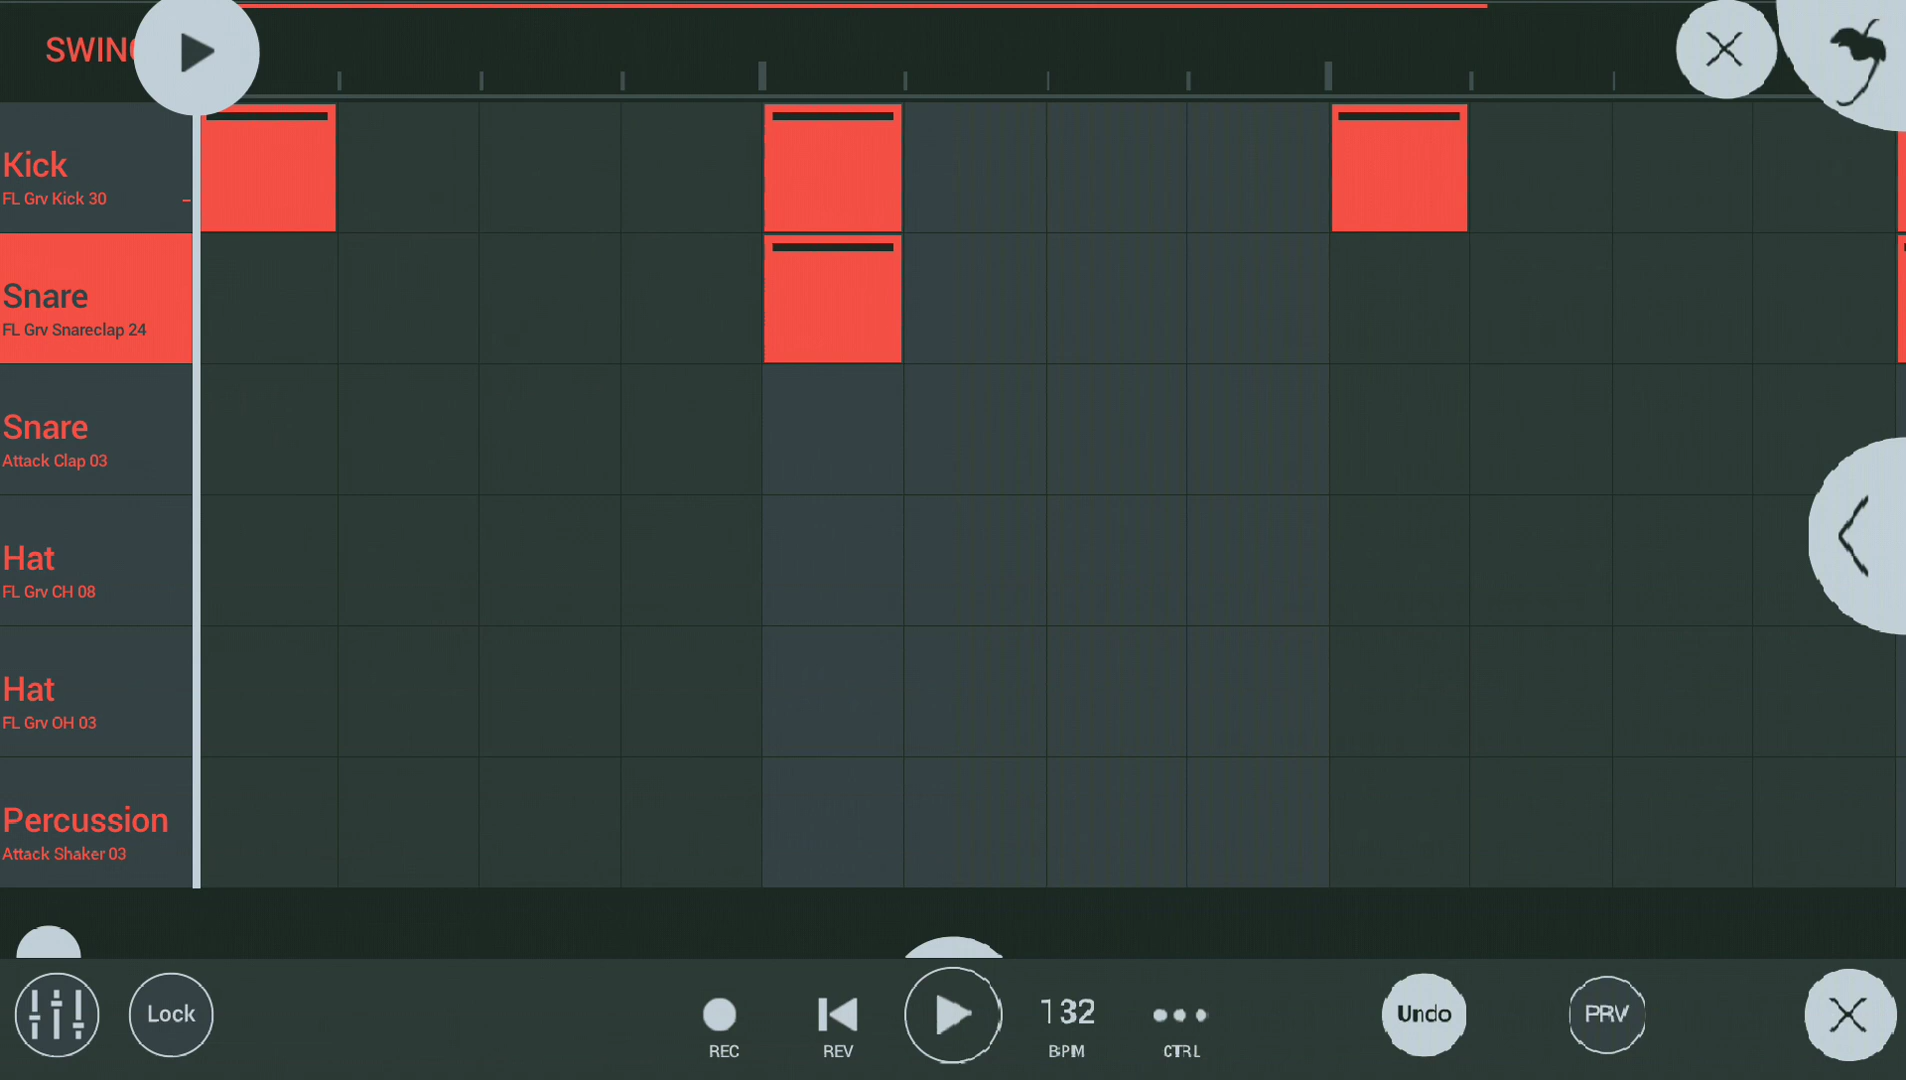 SWING
Kick
FL Grv Kick 30
Snare
FL Grv Snareclap 24
Snare
Attack Clap 03
Hat
FL Grv CH 08
Hat
FL Grv OH 03
Percussion
Attack Shaker 03
Lock
REC
REV
132
BPM
CTRL
Undo
PRV